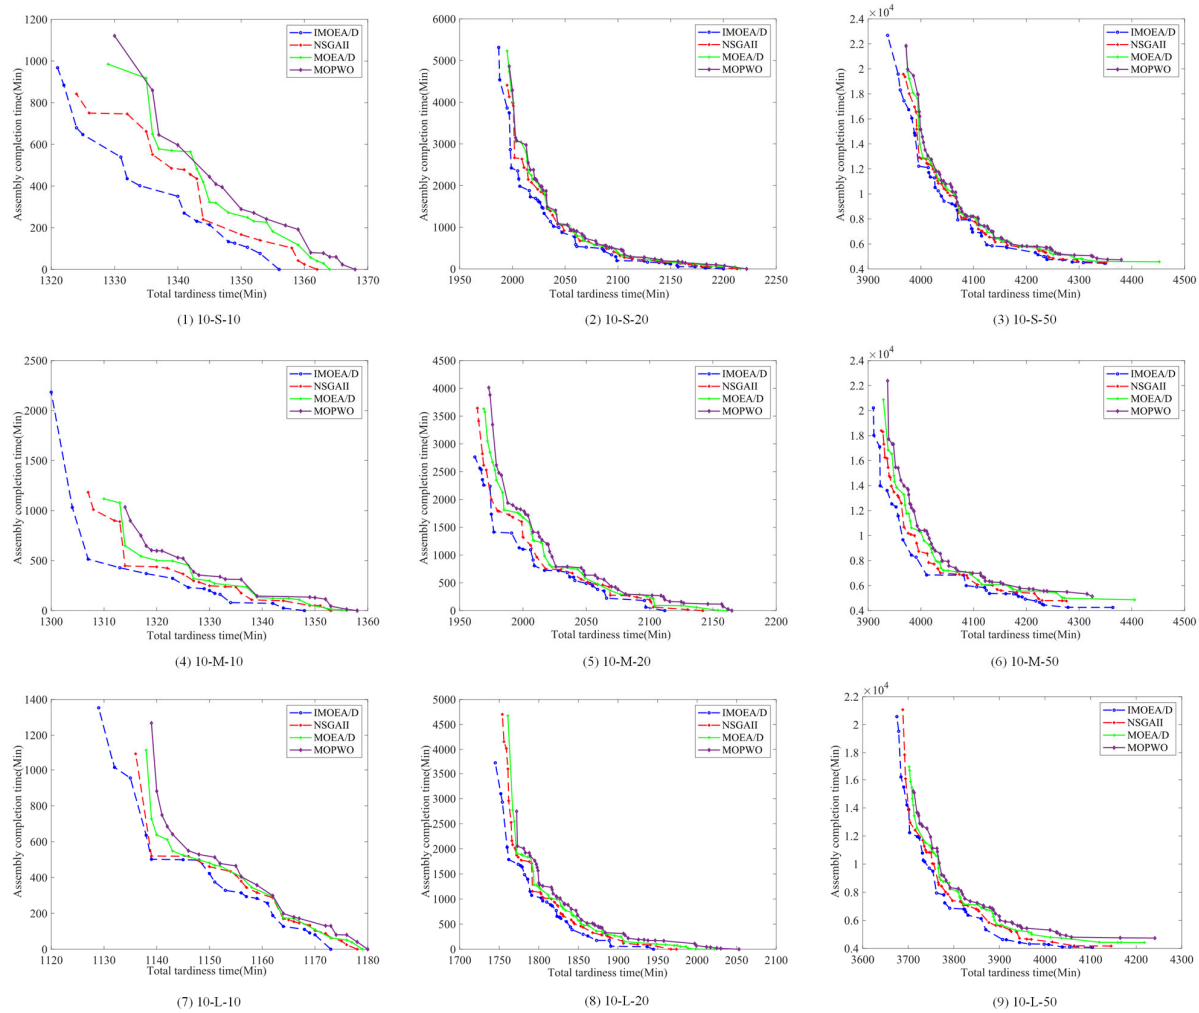 1200
1000
800
600
400
200
0
1320
1330
1340
1350
1360
1370
Assembly completion time(Min)
Total tardiness time(Min)
IMOEA/D
NSGAII
MOEA/D
MOPWO
(1) 10-S-10
6000
5000
4000
3000
2000
1000
0
1950
2000
2050
2100
2150
2200
2250
Assembly completion time(Min)
Total tardiness time(Min)
IMOEA/D
NSGAII
MOEA/D
MOPWO
(2) 10-S-20
2.4 × 10⁴
2.2
2
1.8
1.6
1.4
1.2
1
0.8
0.6
0.4
3900
4000
4100
4200
4300
4400
4500
Assembly completion time(Min)
Total tardiness time(Min)
IMOEA/D
NSGAII
MOEA/D
MOPWO
(3) 10-S-50
2500
2000
1500
1000
500
0
1300
1310
1320
1330
1340
1350
1360
Assembly completion time(Min)
Total tardiness time(Min)
IMOEA/D
NSGAII
MOEA/D
MOPWO
(4) 10-M-10
4500
4000
3500
3000
2500
2000
1500
1000
500
0
1950
2000
2050
2100
2150
2200
Assembly completion time(Min)
Total tardiness time(Min)
IMOEA/D
NSGAII
MOEA/D
MOPWO
(5) 10-M-20
2.4 × 10⁴
2.2
2
1.8
1.6
1.4
1.2
1
0.8
0.6
0.4
3900
4000
4100
4200
4300
4400
4500
Assembly completion time(Min)
Total tardiness time(Min)
IMOEA/D
NSGAII
MOEA/D
MOPWO
(6) 10-M-50
1400
1200
1000
800
600
400
200
0
1120
1130
1140
1150
1160
1170
1180
Assembly completion time(Min)
Total tardiness time(Min)
IMOEA/D
NSGAII
MOEA/D
MOPWO
(7) 10-L-10
5000
4500
4000
3500
3000
2500
2000
1500
1000
500
0
1700
1750
1800
1850
1900
1950
2000
2050
2100
Assembly completion time(Min)
Total tardiness time(Min)
IMOEA/D
NSGAII
MOEA/D
MOPWO
(8) 10-L-20
2.2 × 10⁴
2
1.8
1.6
1.4
1.2
1
0.8
0.6
0.4
3600
3700
3800
3900
4000
4100
4200
4300
Assembly completion time(Min)
Total tardiness time(Min)
IMOEA/D
NSGAII
MOEA/D
MOPWO
(9) 10-L-50